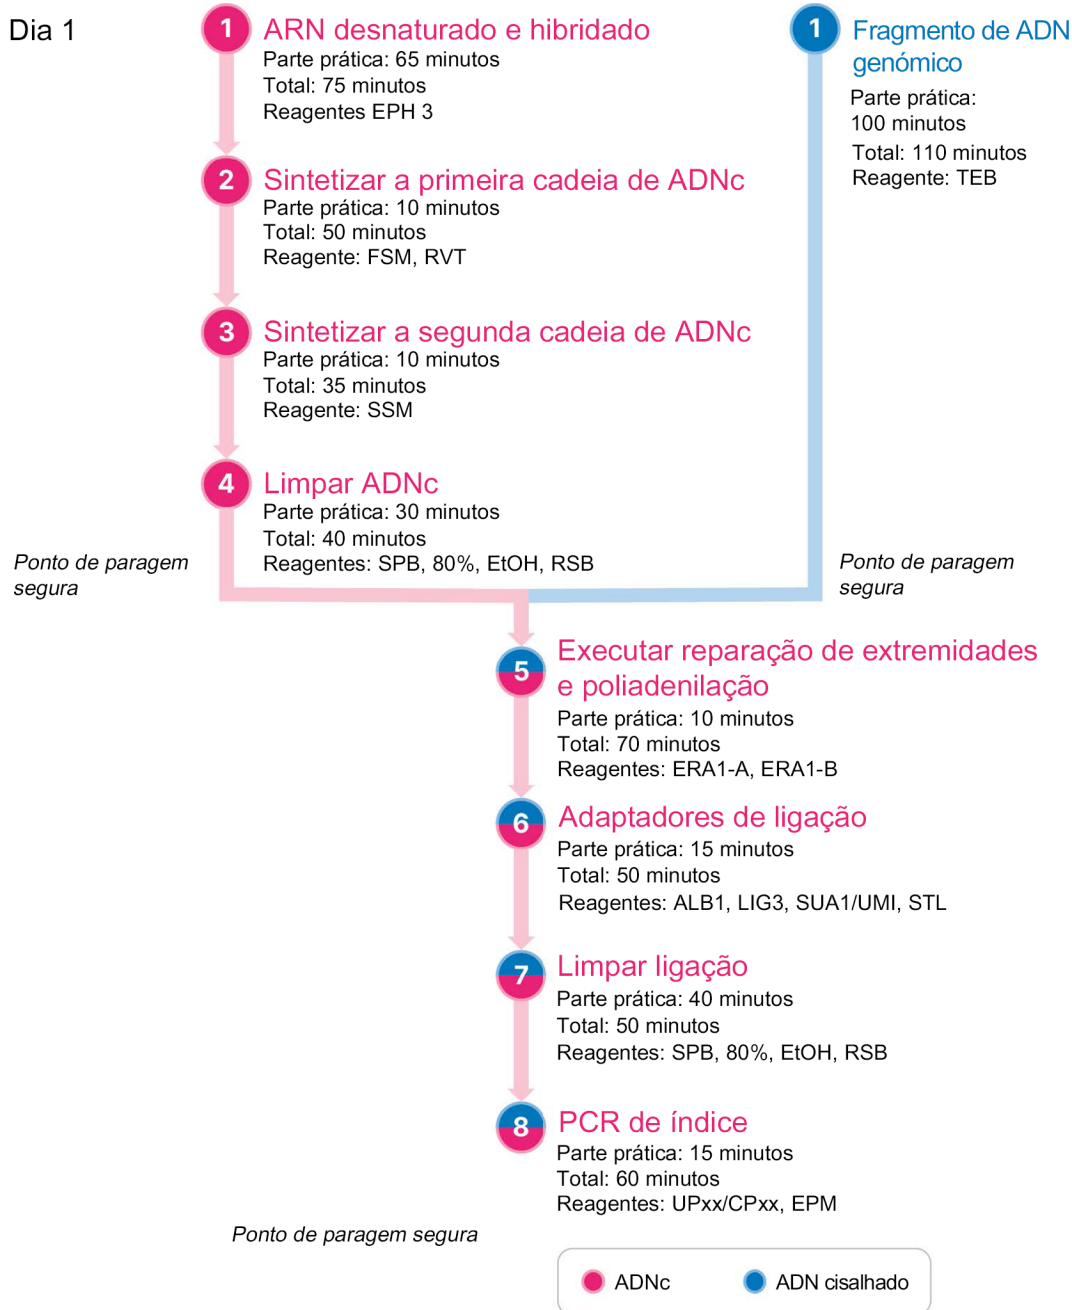 Dia 1
1 ARN desnaturado e hibridado
Parte prática: 65 minutos
Total: 75 minutos
Reagentes EPH 3
1 Fragmento de ADN
genómico
Parte prática:
100 minutos
Total: 110 minutos
Reagente: TEB
2 Sintetizar a primeira cadeia de ADNc
Parte prática: 10 minutos
Total: 50 minutos
Reagente: FSM, RVT
3 Sintetizar a segunda cadeia de ADNc
Parte prática: 10 minutos
Total: 35 minutos
Reagente: SSM
4 Limpar ADNc
Parte prática: 30 minutos
Total: 40 minutos
Reagentes: SPB, 80%, EtOH, RSB
Ponto de paragem
segura
Ponto de paragem
segura
5 Executar reparação de extremidades
e poliadenilação
Parte prática: 10 minutos
Total: 70 minutos
Reagentes: ERA1-A, ERA1-B
6 Adaptadores de ligação
Parte prática: 15 minutos
Total: 50 minutos
Reagentes: ALB1, LIG3, SUA1/UMI, STL
7 Limpar ligação
Parte prática: 40 minutos
Total: 50 minutos
Reagentes: SPB, 80%, EtOH, RSB
8 PCR de índice
Parte prática: 15 minutos
Total: 60 minutos
Reagentes: UPxx/CPxx, EPM
Ponto de paragem segura
ADNc
ADN cisalhado